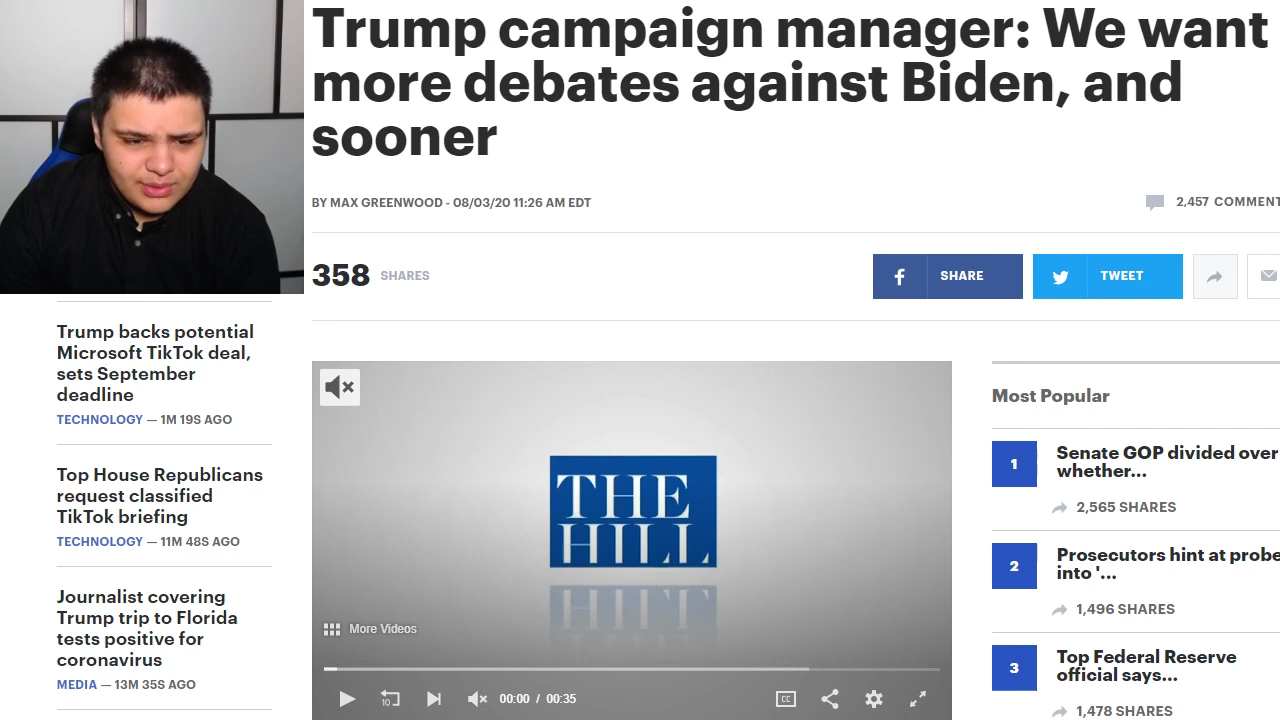 Trump campaign manager: We want
more debates against Biden, and
sooner
BY MAX GREENWOOD - 08/03/20 11:26 AM EDT
2,457 COMMENT
358 SHARES
SHARE
TWEET
Trump backs potential
Microsoft TikTok deal,
sets September
deadline
TECHNOLOGY — 1M 19S AGO
Top House Republicans
request classified
TikTok briefing
TECHNOLOGY — 11M 48S AGO
Journalist covering
Trump trip to Florida
tests positive for
coronavirus
MEDIA — 13M 35S AGO
THE
HILL
More Videos
10
00:00 / 00:35
CC
Most Popular
1
Senate GOP divided over
whether...
2,565 SHARES
2
Prosecutors hint at probe
into '...
1,496 SHARES
3
Top Federal Reserve
official says...
1,478 SHARES